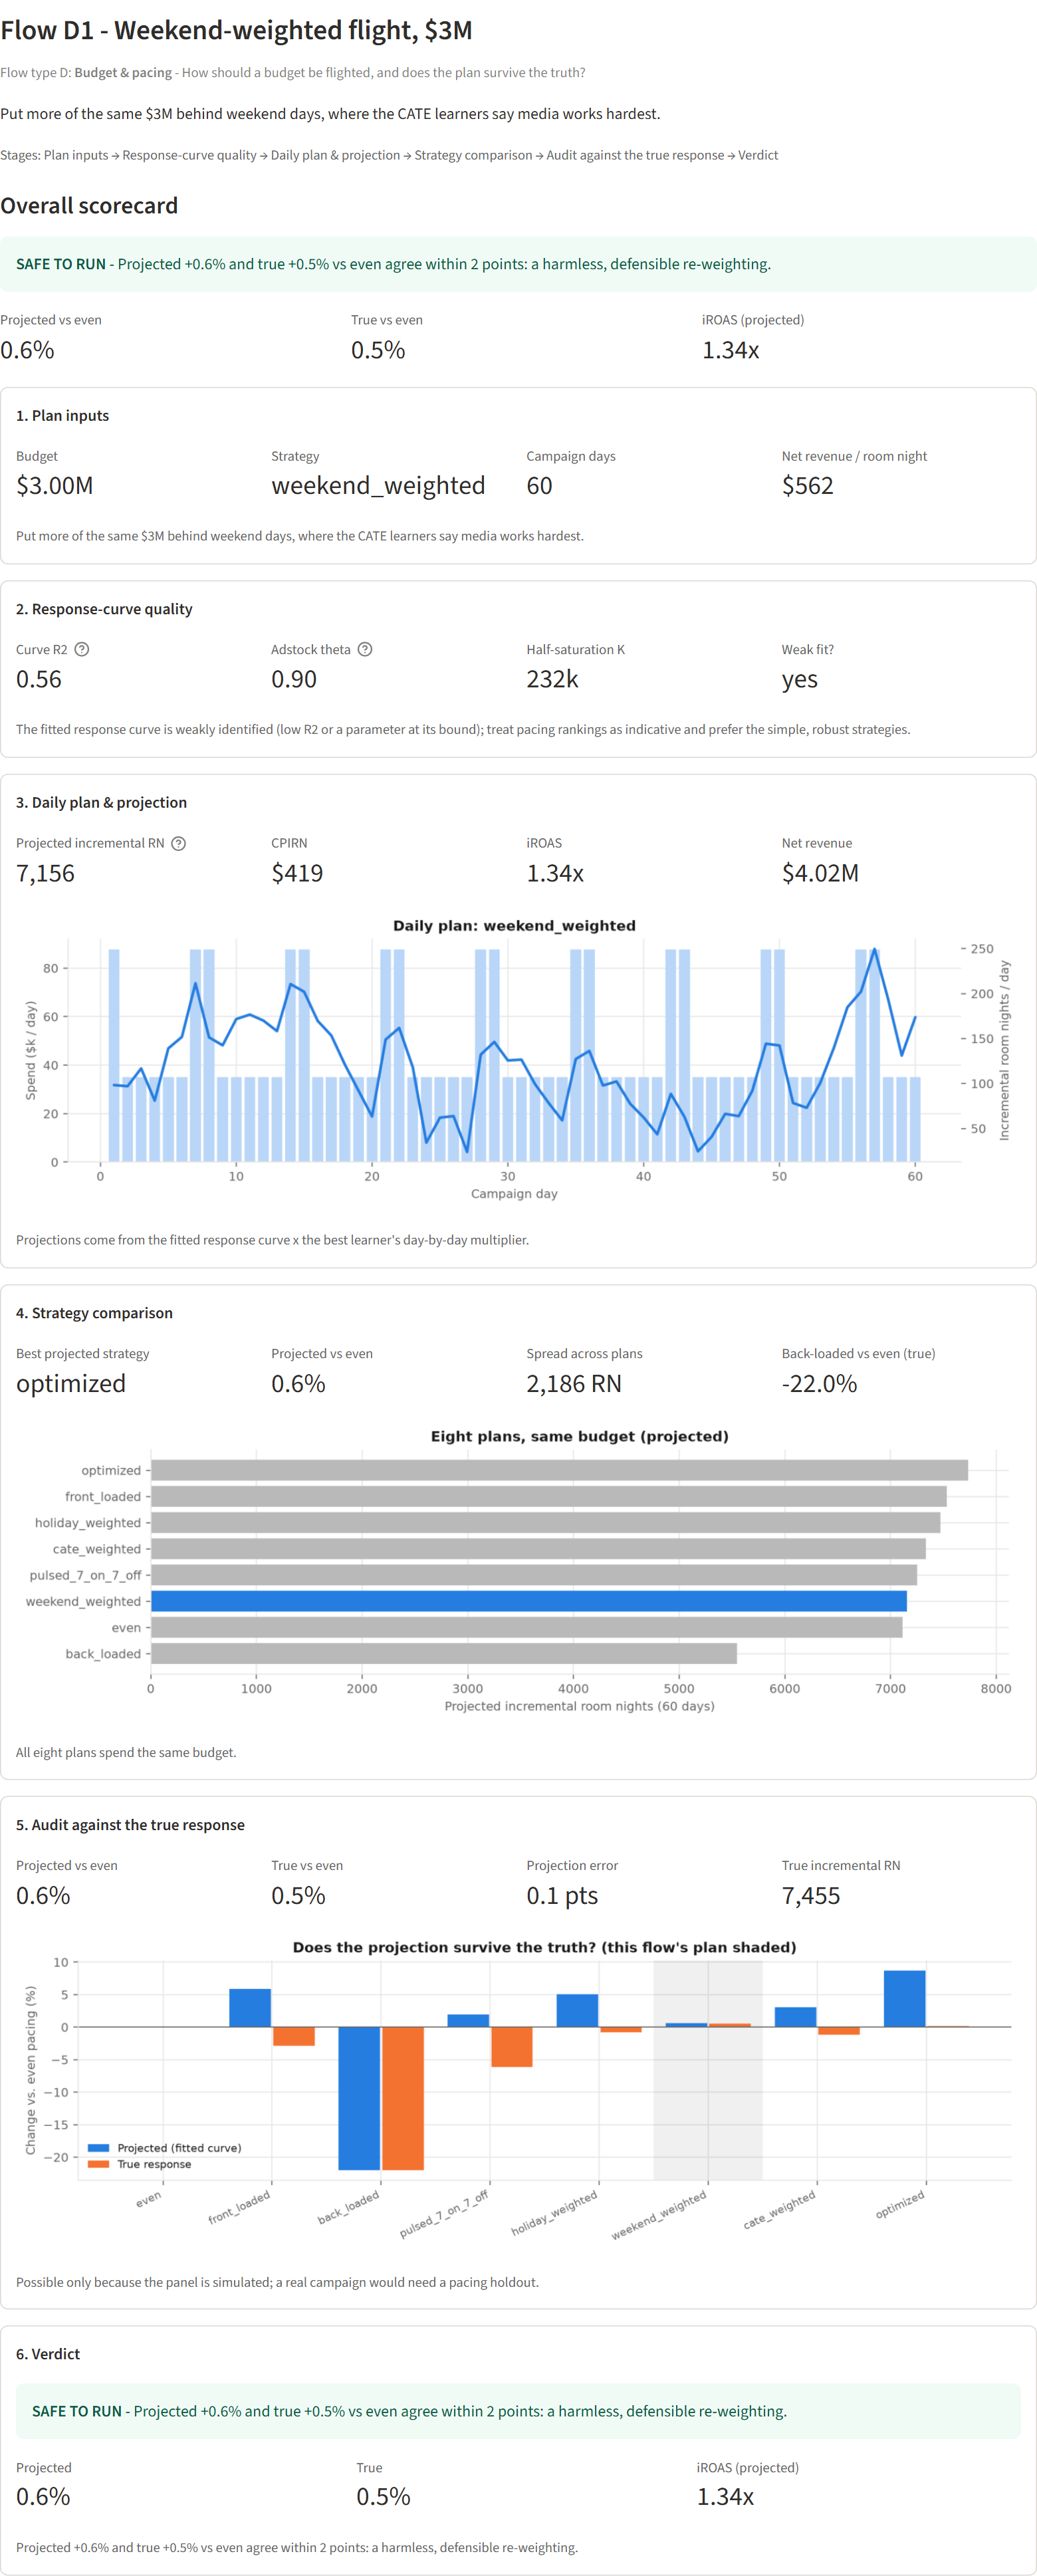 Flow D1 - Weekend-weighted flight, $3M
Flow type D: Budget & pacing - How should a budget be flighted, and does the plan survive the truth?
Put more of the same $3M behind weekend days, where the CATE learners say media works hardest.
Stages: Plan inputs → Response-curve quality → Daily plan & projection → Strategy comparison → Audit against the true response → Verdict
Overall scorecard
SAFE TO RUN - Projected +0.6% and true +0.5% vs even agree within 2 points: a harmless, defensible re-weighting.
Projected vs even True vs even iROAS (projected)
0.6% 0.5% 1.34x
1. Plan inputs
Budget Strategy Campaign days Net revenue / room night
$3.00M weekend_weighted 60 $562
Put more of the same $3M behind weekend days, where the CATE learners say media works hardest.
2. Response-curve quality
Curve R2 ? Adstock theta ? Half-saturation K Weak fit?
0.56 0.90 232k yes
The fitted response curve is weakly identified (low R2 or a parameter at its bound); treat pacing rankings as indicative and prefer the simple, robust strategies.
3. Daily plan & projection
Projected incremental RN ? CPIRN iROAS Net revenue
7,156 $419 1.34x $4.02M
Daily plan: weekend_weighted
Spend ($k / day)
80
60
40
20
0
250
200
150
100
50
Incremental room nights / day
0 10 20 30 40 50 60
Campaign day
Projections come from the fitted response curve x the best learner's day-by-day multiplier.
4. Strategy comparison
Best projected strategy Projected vs even Spread across plans Back-loaded vs even (true)
optimized 0.6% 2,186 RN -22.0%
Eight plans, same budget (projected)
optimized
front_loaded
holiday_weighted
cate_weighted
pulsed_7_on_7_off
weekend_weighted
even
back_loaded
0 1000 2000 3000 4000 5000 6000 7000 8000
Projected incremental room nights (60 days)
All eight plans spend the same budget.
5. Audit against the true response
Projected vs even True vs even Projection error True incremental RN
0.6% 0.5% 0.1 pts 7,455
Does the projection survive the truth? (this flow's plan shaded)
Change vs. even pacing (%)
10
5
0
−5
−10
−15
−20
Projected (fitted curve)
True response
even front_loaded back_loaded pulsed_7_on_7_off holiday_weighted weekend_weighted cate_weighted optimized
Possible only because the panel is simulated; a real campaign would need a pacing holdout.
6. Verdict
SAFE TO RUN - Projected +0.6% and true +0.5% vs even agree within 2 points: a harmless, defensible re-weighting.
Projected True iROAS (projected)
0.6% 0.5% 1.34x
Projected +0.6% and true +0.5% vs even agree within 2 points: a harmless, defensible re-weighting.